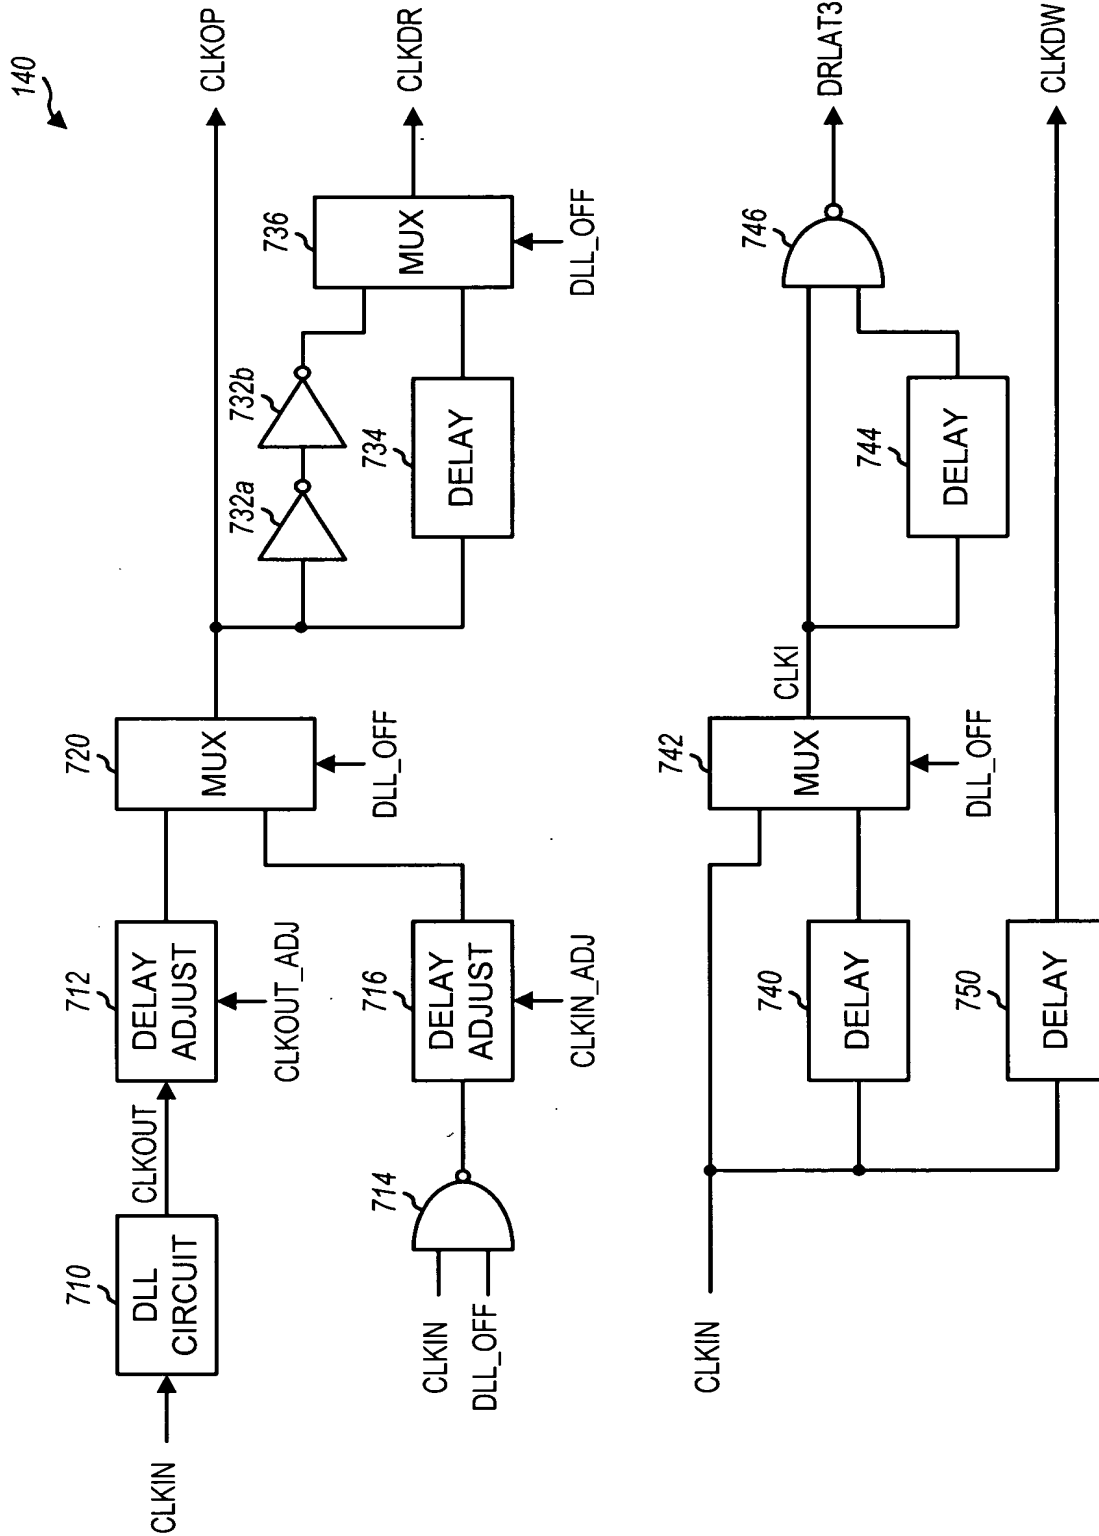 140
CLKIN
710
DLL
CIRCUIT
CLKOUT
712
DELAY
ADJUST
CLKOUT_ADJ
720
MUX
DLL_OFF
CLKOP
732a
732b
734
DELAY
736
MUX
DLL_OFF
CLKDR
CLKIN
DLL_OFF
714
716
DELAY
ADJUST
CLKIN_ADJ
CLKIN
740
DELAY
742
MUX
DLL_OFF
CLKI
744
DELAY
746
DRLAT3
750
DELAY
CLKDW